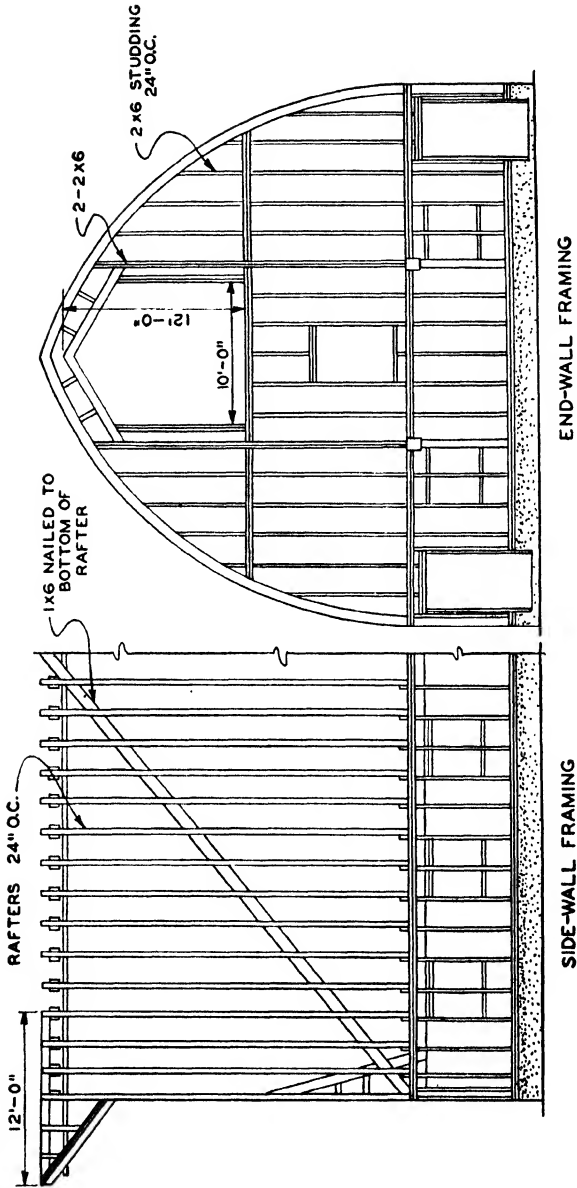 12'-0"
RAFTERS 24" O.C.
1x6 NAILED TO
BOTTOM OF
RAFTER
SIDE-WALL FRAMING
2-2x6
2x6 STUDDING
24" O.C.
12'-0"
10'-0"
END-WALL FRAMING